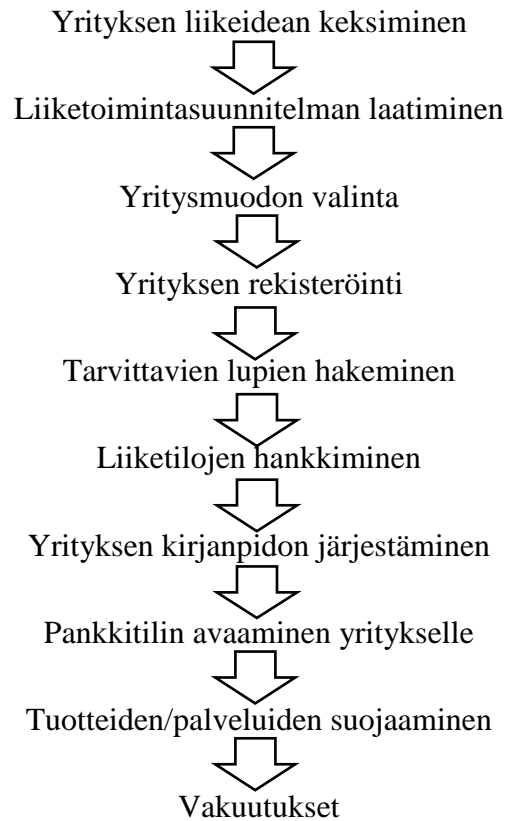 Yrityksen liikeidean keksiminen
Liiketoimintasuunnitelman laatiminen
Yritysmuodon valinta
Yrityksen rekisteröinti
Tarvittavien lupien hakeminen
Liiketilojen hankkiminen
Yrityksen kirjanpidon järjestäminen
Pankkitilin avaaminen yritykselle
Tuotteiden/palveluiden suojaaminen
Vakuutukset